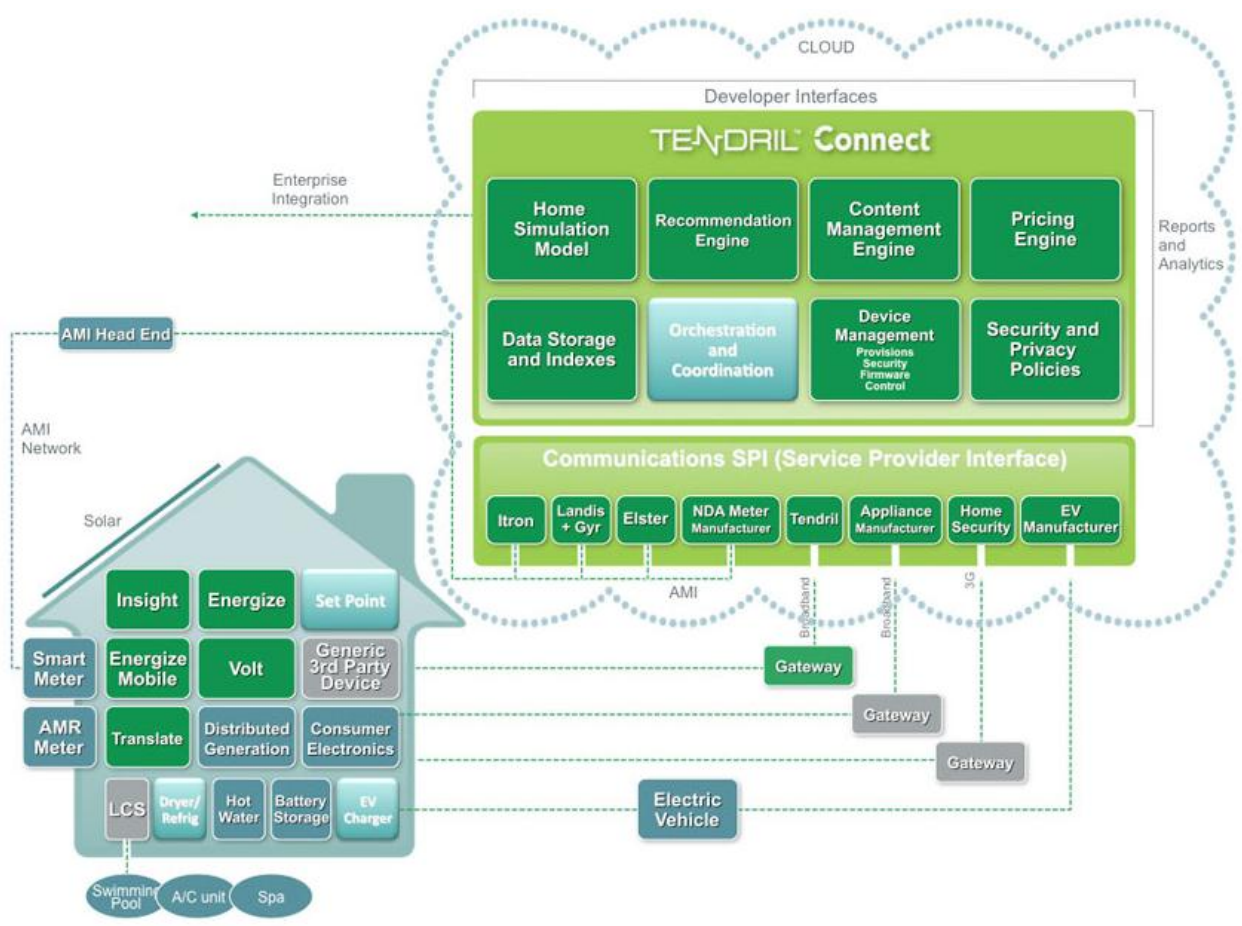 CLOUD
Developer Interfaces
TENDRIL™ Connect
Enterprise
Integration
Home
Simulation
Model
Recommendation
Engine
Content
Management
Engine
Pricing
Engine
Reports
and
Analytics
Data Storage
and Indexes
Orchestration
and
Coordination
Device
Management
Provisions
Security
Firmware
Control
Security and
Privacy
Policies
AMI Head End
AMI
Network
Communications SPI (Service Provider Interface)
Itron
Landis
+ Gyr
Elster
NDA Meter
Manufacturer
Tendril
Appliance
Manufacturer
Home
Security
EV
Manufacturer
AMI
Broadband
Broadband
3G
Solar
Insight
Energize
Set Point
Smart
Meter
Energize
Mobile
Volt
Generic
3rd Party
Device
Gateway
AMR
Meter
Translate
Distributed
Generation
Consumer
Electronics
Gateway
Gateway
LCS
Dryer/
Refrig
Hot
Water
Battery
Storage
EV
Charger
Electric
Vehicle
Swimming
Pool
A/C unit
Spa